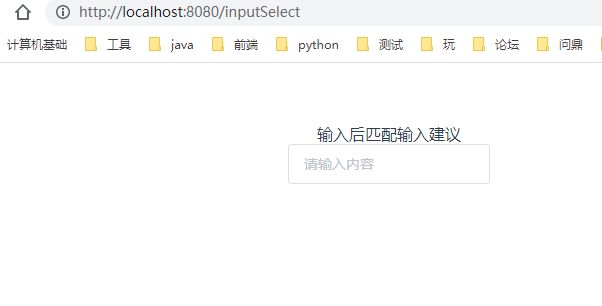 http://localhost:8080/inputSelect
计算机基础 工具 java 前端 python 测试 玩 论坛 问鼎
输入后匹配输入建议
请输入内容